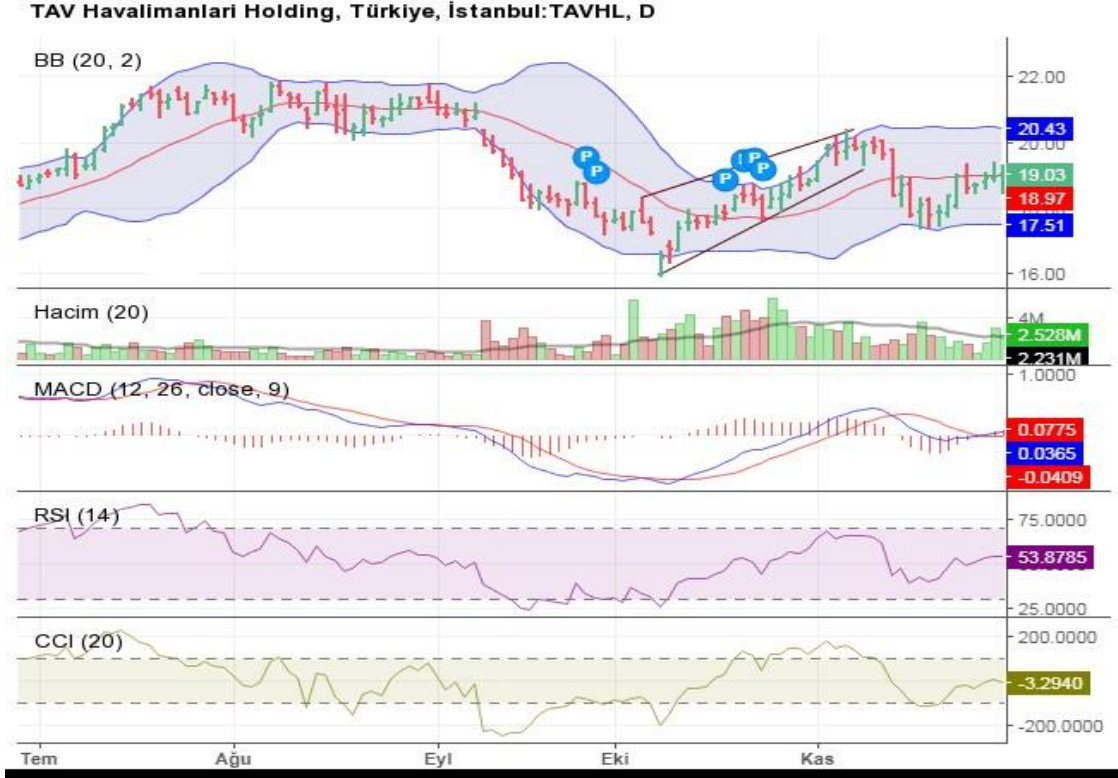 TAV Havalimanlari Holding, Türkiye, İstanbul:TAVHL, D
BB (20, 2)
22.00
20.43
20.00
19.03
18.97
17.51
16.00
P
P
P
P
P
Hacim (20)
4M
2.528M
2.231M
MACD (12, 26, close, 9)
1.0000
0.0775
0.0365
-0.0409
RSI (14)
75.0000
53.8785
25.0000
CCI (20)
200.0000
-3.2940
-200.0000
Tem Ağu Eyl Eki Kas